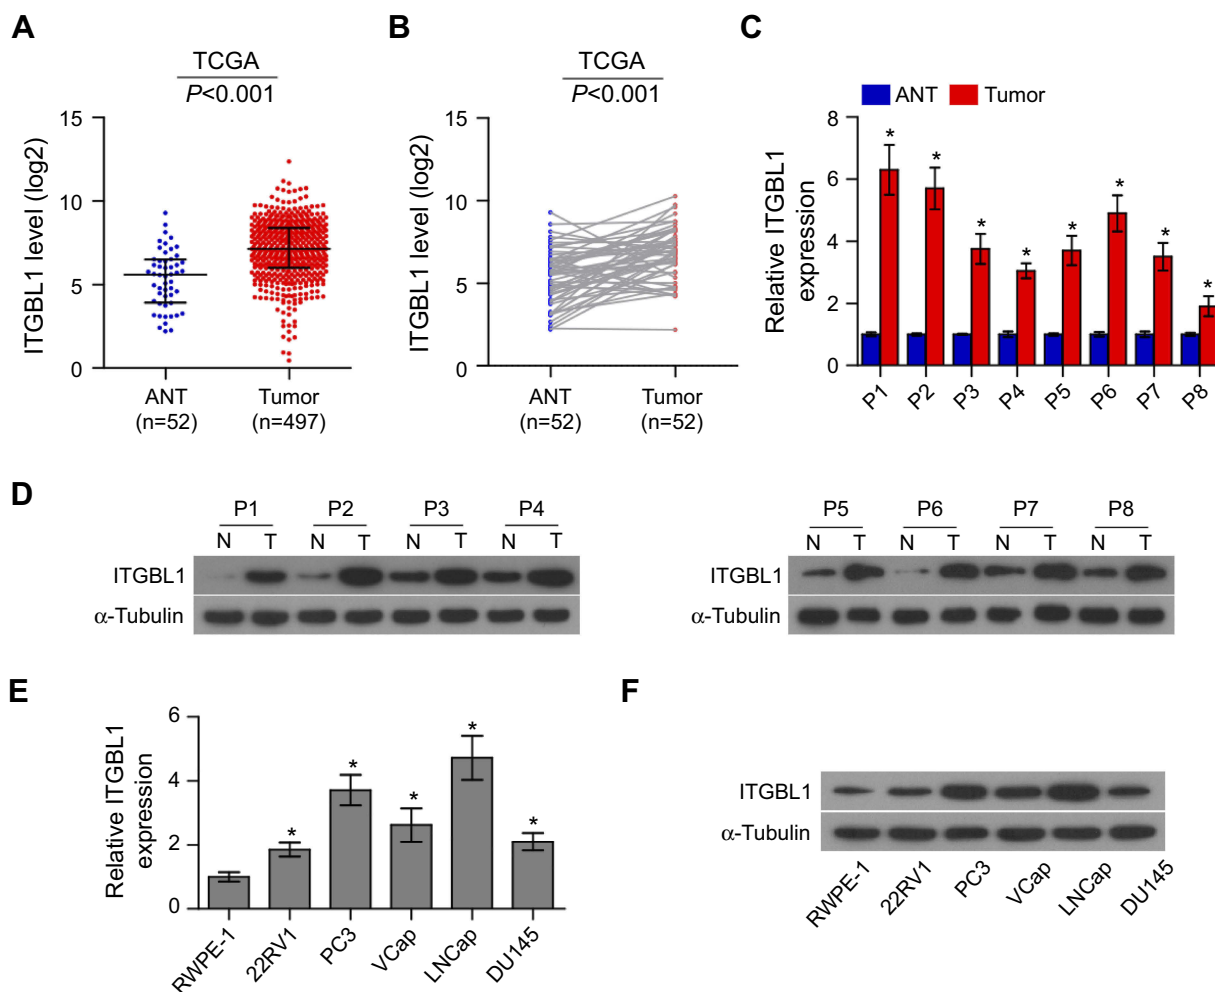 A
TCGA
P<0.001
ITGBL1 level (log2)
15
10
5
0
ANT
(n=52)
Tumor
(n=497)
B
TCGA
P<0.001
ITGBL1 level (log2)
15
10
5
0
ANT
(n=52)
Tumor
(n=52)
C
ANT
Tumor
Relative ITGBL1
expression
8
6
4
2
0
* * * * * * * *
P1 P2 P3 P4 P5 P6 P7 P8
D
P1 P2 P3 P4
N T N T N T N T
ITGBL1
α-Tubulin
P5 P6 P7 P8
N T N T N T N T
ITGBL1
α-Tubulin
E
Relative ITGBL1
expression
6
4
2
0
* * * * *
RWPE-1 22RV1 PC3 VCap LNCap DU145
F
ITGBL1
α-Tubulin
RWPE-1 22RV1 PC3 VCap LNCap DU145